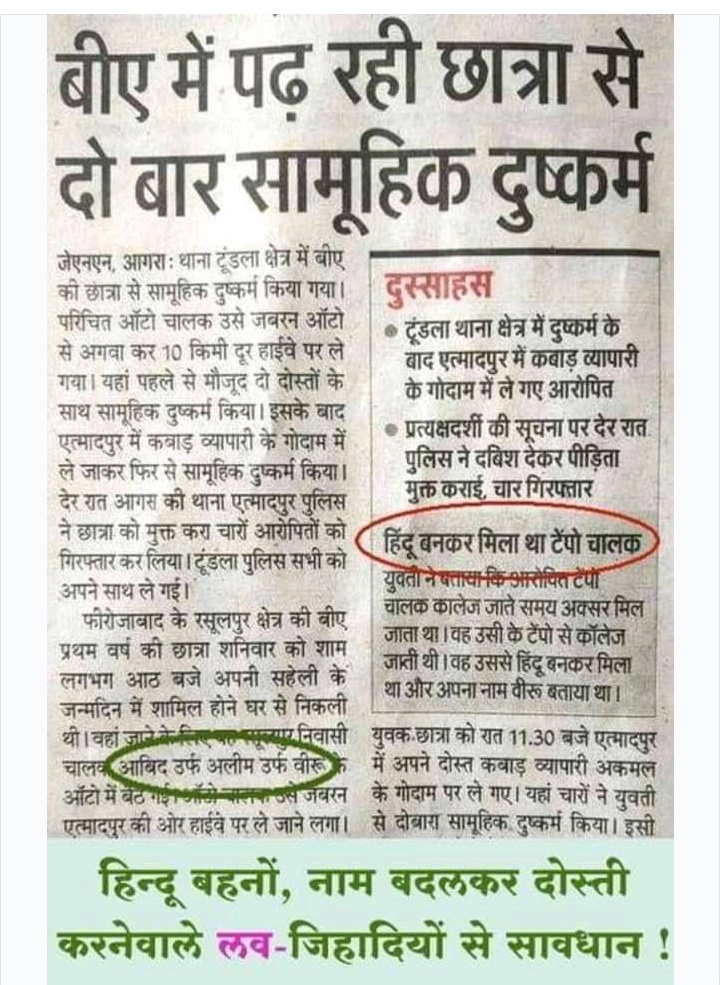 बीए में पढ़ रही छात्रा से
दो बार सामूहिक दुष्कर्म
जेएनएन, आगरा : थाना टूंडला क्षेत्र में बीए
की छात्रा से सामूहिक दुष्कर्म किया गया।
परिचित ऑटो चालक उसे जबरन ऑटो
से अगवा कर 10 किमी दूर हाईवे पर ले
गया। यहां पहले से मौजूद दो दोस्तों के
साथ सामूहिक दुष्कर्म किया। इसके बाद
एत्मादपुर में कबाड़ व्यापारी के गोदाम में
ले जाकर फिर से सामूहिक दुष्कर्म किया।
देर रात आगरा की थाना एत्मादपुर पुलिस
ने छात्रा को मुक्त करा चारों आरोपितों को
गिरफ्तार कर लिया। टूंडला पुलिस सभी को
अपने साथ ले गई।
फीरोजाबाद के रसूलपुर क्षेत्र की बीए
प्रथम वर्ष की छात्रा शनिवार को शाम
लगभग आठ बजे अपनी सहेली के
जन्मदिन में शामिल होने घर से निकली
थी। वहां जाने के लिए निवासी
चालक आबिद उर्फ अलीम उर्फ वीरू के
ऑटो में बैठ गई। ऑटो चालक उसे जबरन
एत्मादपुर की ओर हाईवे पर ले जाने लगा।
दुस्साहस
• टूंडला थाना क्षेत्र में दुष्कर्म के
बाद एत्मादपुर में कबाड़ व्यापारी
के गोदाम में ले गए आरोपित
• प्रत्यक्षदर्शी की सूचना पर देर रात
पुलिस ने दबिश देकर पीड़िता
मुक्त कराई, चार गिरफ्तार
हिंदू बनकर मिला था टेंपो चालक
युवती ने बताया कि आरोपित टेंपो
चालक कालेज जाते समय अक्सर मिल
जाता था। वह उसी के टेंपो से कॉलेज
जाती थी। वह उससे हिंदू बनकर मिला
था और अपना नाम वीरू बताया था।
युवक छात्रा को रात 11.30 बजे एत्मादपुर
में अपने दोस्त कबाड़ व्यापारी अकमल
के गोदाम पर ले गए। यहां चारों ने युवती
से दोबारा सामूहिक दुष्कर्म किया। इसी
हिन्दू बहनों, नाम बदलकर दोस्ती
करनेवाले लव-जिहादियों से सावधान !